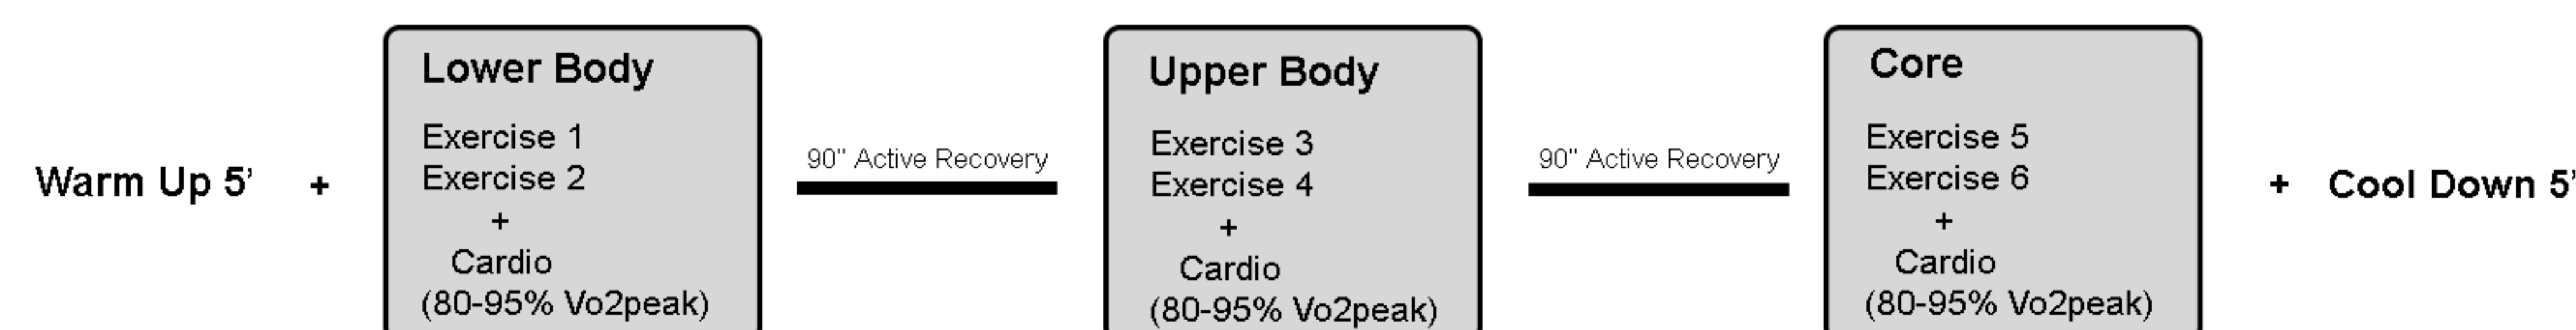 Warm Up 5'
+
Lower Body
Exercise 1
Exercise 2
+
Cardio
(80-95% Vo2peak)
90" Active Recovery
Upper Body
Exercise 3
Exercise 4
+
Cardio
(80-95% Vo2peak)
90" Active Recovery
Core
Exercise 5
Exercise 6
+
Cardio
(80-95% Vo2peak)
+
Cool Down 5'